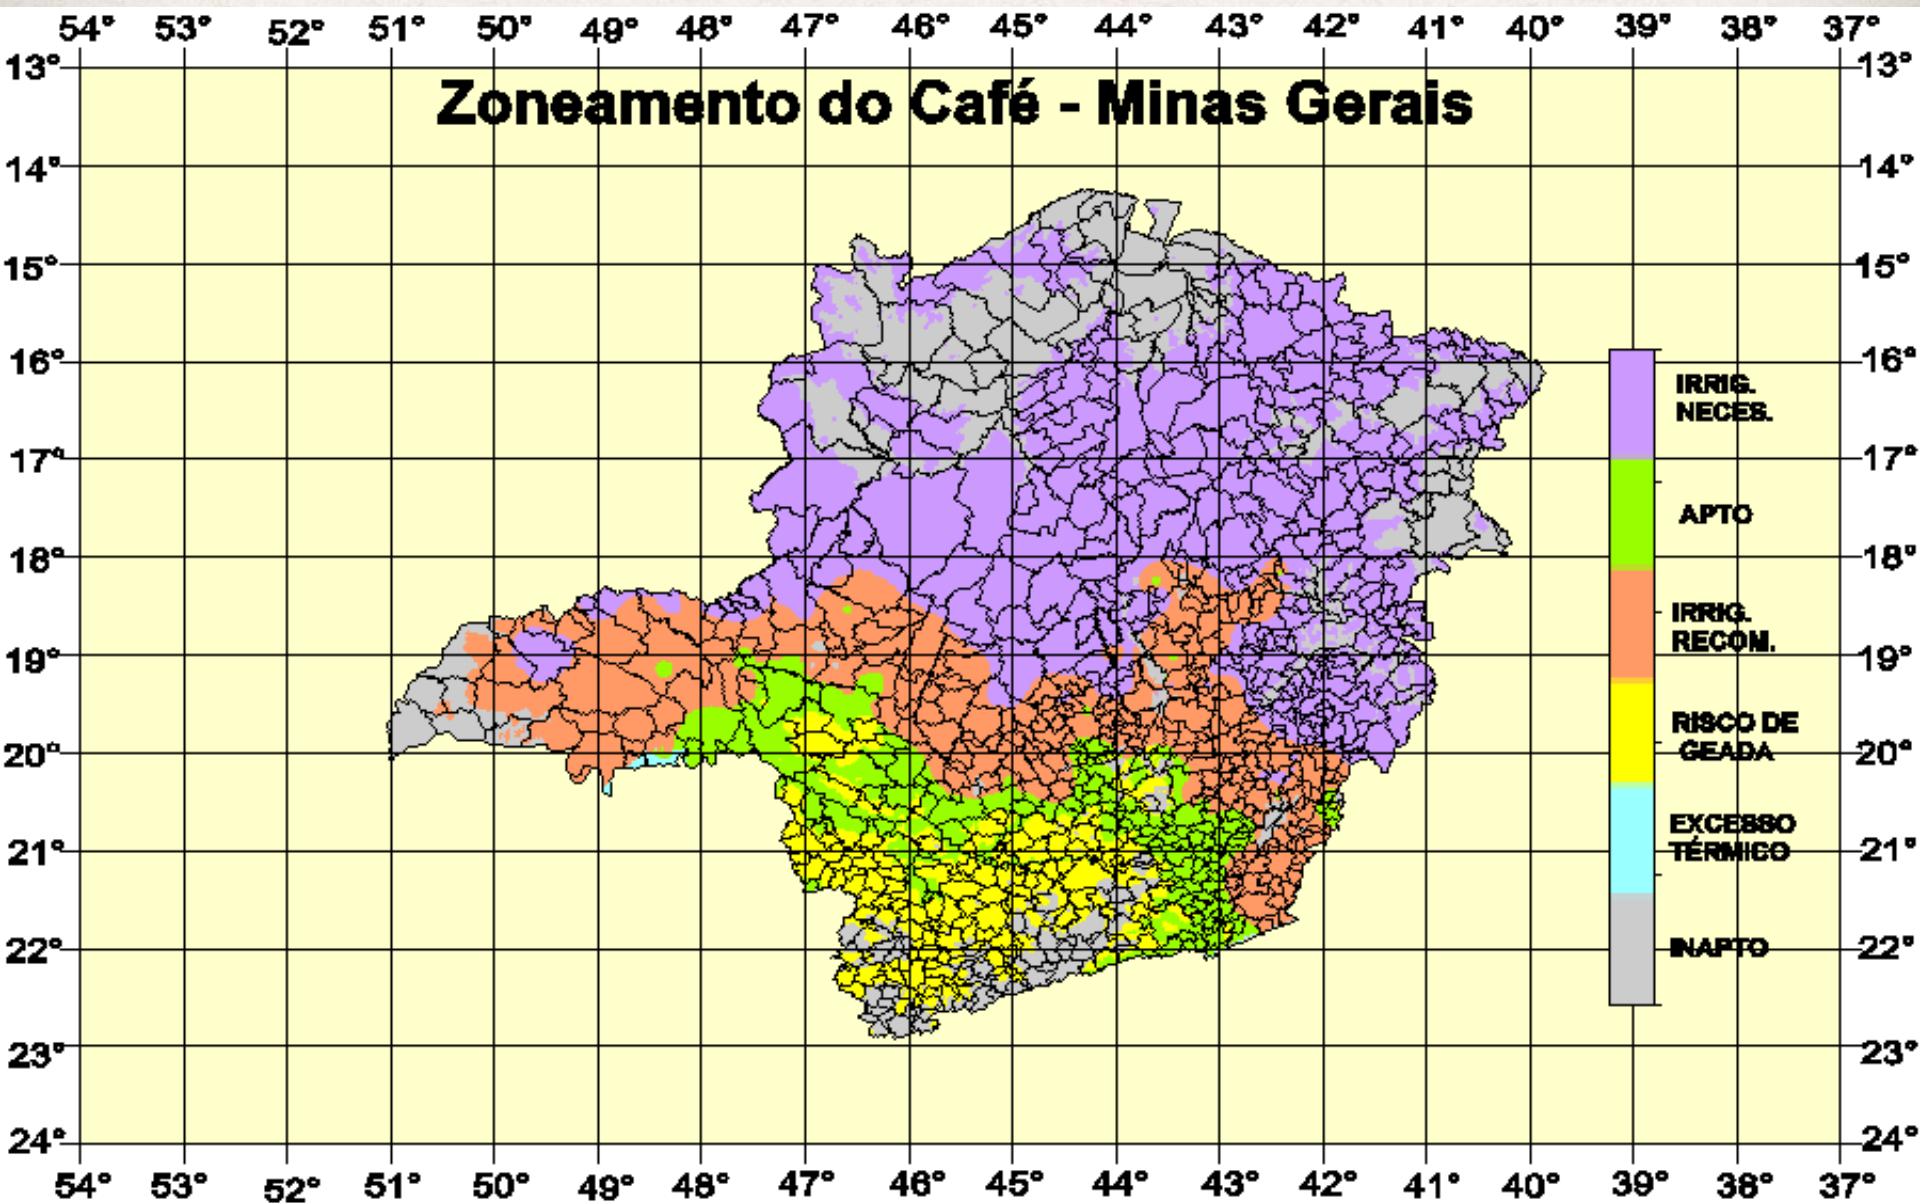 54° 53° 52° 51° 50° 49° 48° 47° 46° 45° 44° 43° 42° 41° 40° 39° 38° 37°
13° 13°
Zoneamento do Café - Minas Gerais
14° 14°
15° 15°
16° 16°
IRRIG.
NECES.
17° 17°
APTO
18° 18°
IRRIG.
RECOM.
19° 19°
RISCO DE
GEADA
20° 20°
EXCESSO
TÉRMICO
21° 21°
INAPTO
22° 22°
23° 23°
24° 24°
54° 53° 52° 51° 50° 49° 48° 47° 46° 45° 44° 43° 42° 41° 40° 39° 38° 37°